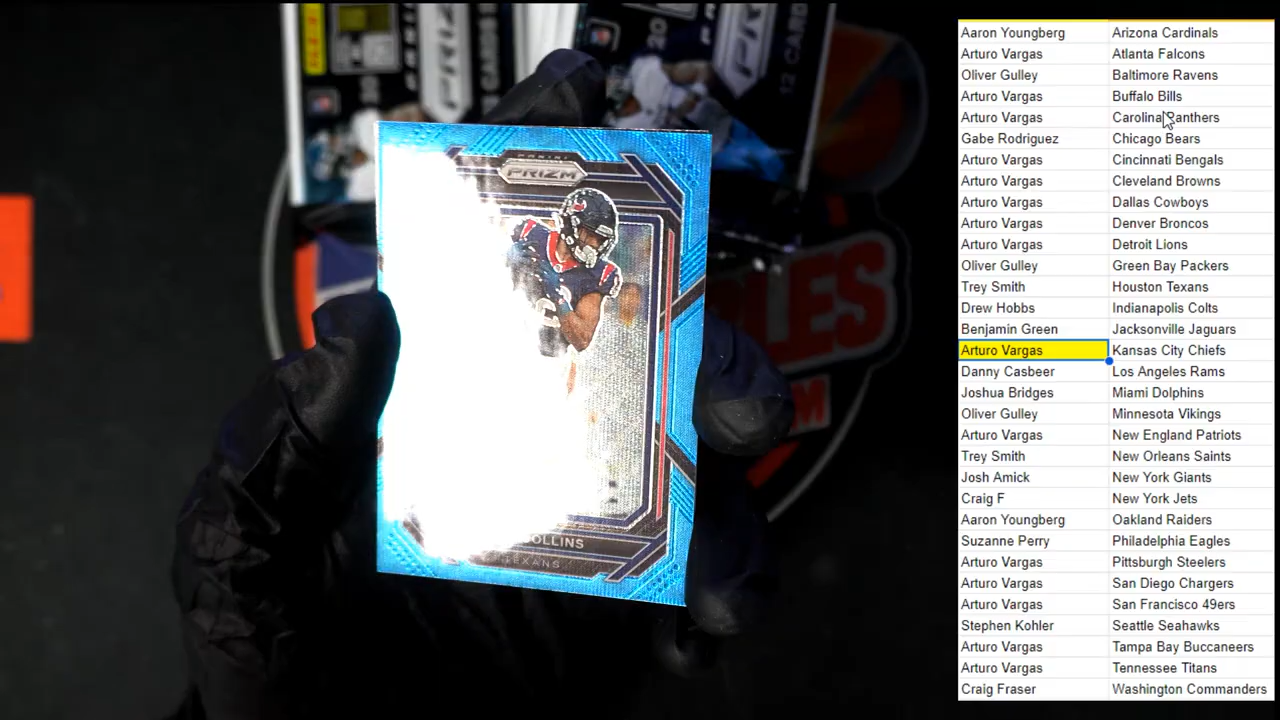 PANINI
PRIZM
OLLINS
TEXANS
Aaron Youngberg Arizona Cardinals
Arturo Vargas Atlanta Falcons
Oliver Gulley Baltimore Ravens
Arturo Vargas Buffalo Bills
Arturo Vargas Carolina Panthers
Gabe Rodriguez Chicago Bears
Arturo Vargas Cincinnati Bengals
Arturo Vargas Cleveland Browns
Arturo Vargas Dallas Cowboys
Arturo Vargas Denver Broncos
Arturo Vargas Detroit Lions
Oliver Gulley Green Bay Packers
Trey Smith Houston Texans
Drew Hobbs Indianapolis Colts
Benjamin Green Jacksonville Jaguars
Arturo Vargas Kansas City Chiefs
Danny Casbeer Los Angeles Rams
Joshua Bridges Miami Dolphins
Oliver Gulley Minnesota Vikings
Arturo Vargas New England Patriots
Trey Smith New Orleans Saints
Josh Amick New York Giants
Craig F New York Jets
Aaron Youngberg Oakland Raiders
Suzanne Perry Philadelphia Eagles
Arturo Vargas Pittsburgh Steelers
Arturo Vargas San Diego Chargers
Arturo Vargas San Francisco 49ers
Stephen Kohler Seattle Seahawks
Arturo Vargas Tampa Bay Buccaneers
Arturo Vargas Tennessee Titans
Craig Fraser Washington Commanders